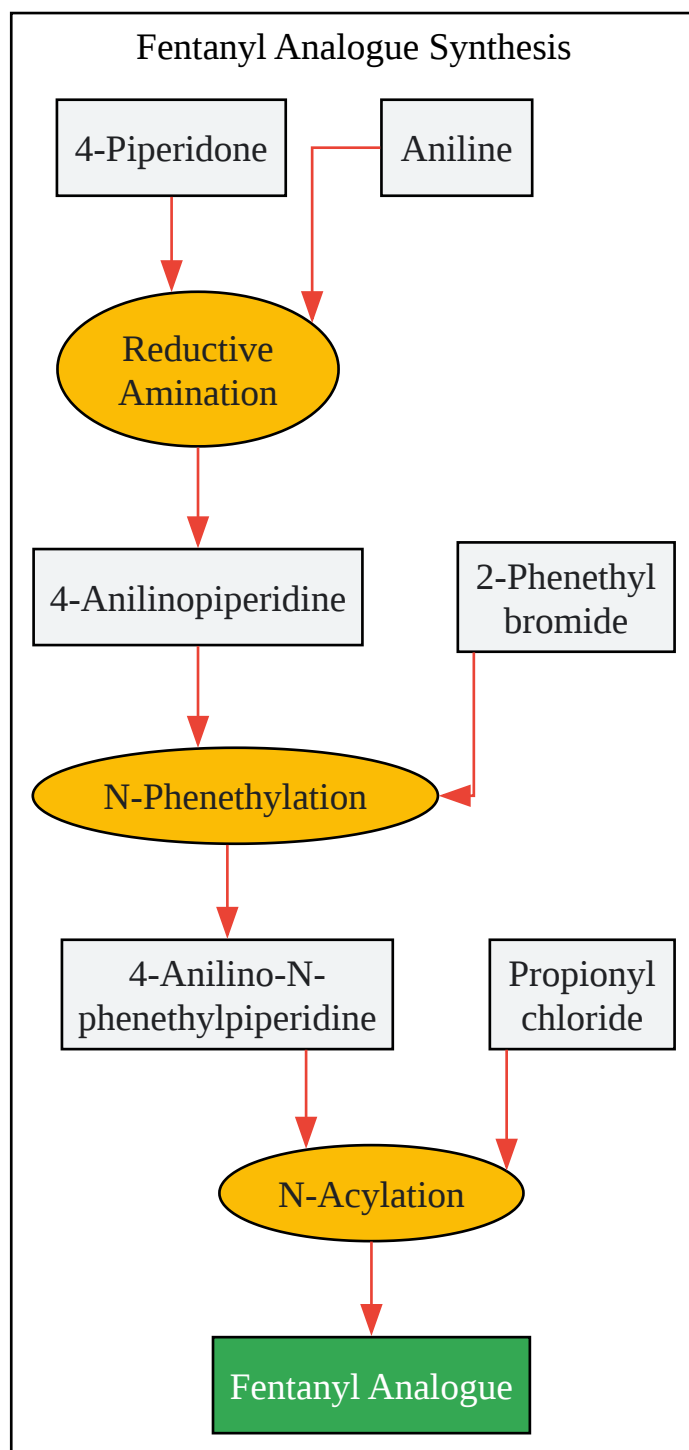 Fentanyl Analogue Synthesis
4-Piperidone
Aniline
Reductive
Amination
4-Anilinopiperidine
2-Phenethyl
bromide
N-Phenethylation
4-Anilino-N-
phenethylpiperidine
Propionyl
chloride
N-Acylation
Fentanyl Analogue